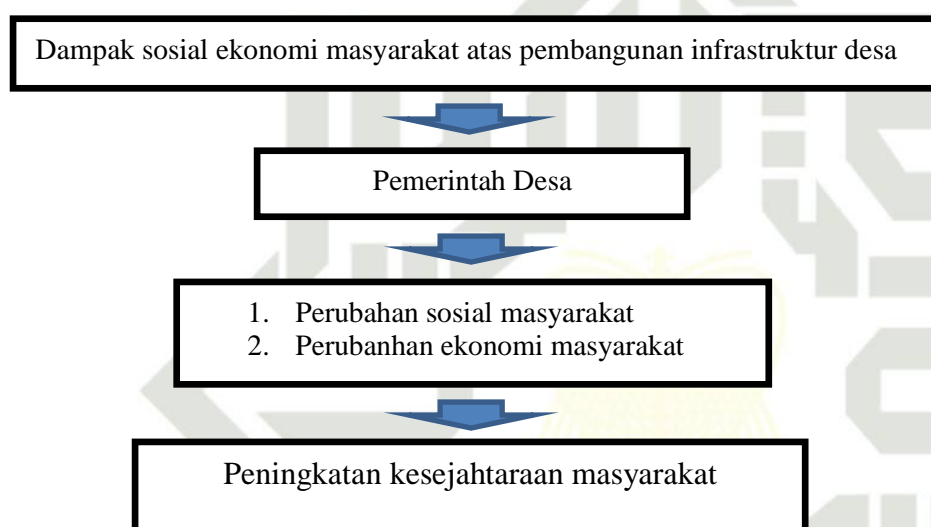 Dampak sosial ekonomi masyarakat atas pembangunan infrastruktur desa
Pemerintah Desa
1. Perubahan sosial masyarakat
2. Perubanhan ekonomi masyarakat
Peningkatan kesejahtaraan masyarakat